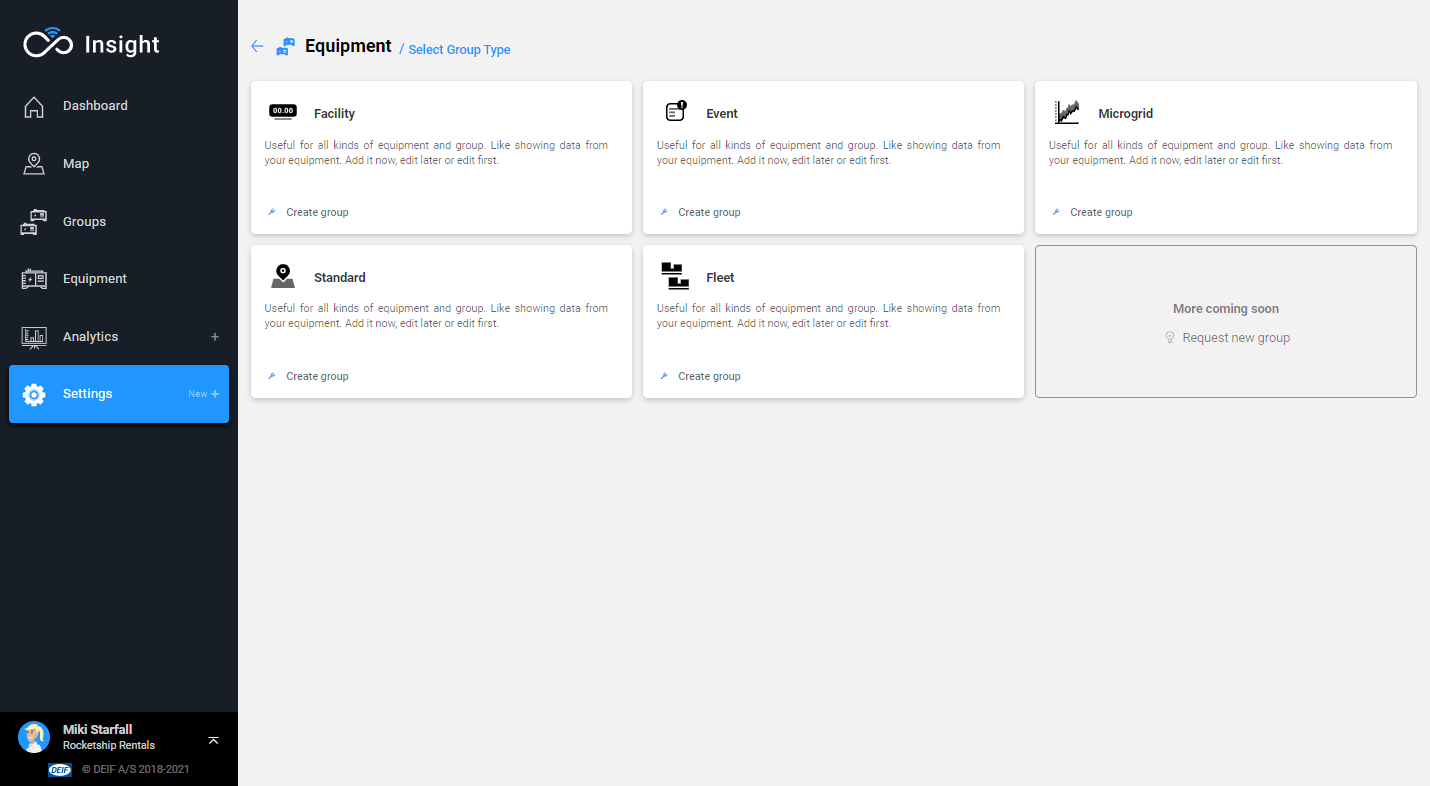 Insight
Dashboard
Map
Groups
Equipment
Analytics +
Settings New +
Miki Starfall
Rocketship Rentals
DEIF © DEIF A/S 2018-2021
← Equipment / Select Group Type
00.00 Facility
Useful for all kinds of equipment and group. Like showing data from
your equipment. Add it now, edit later or edit first.
Create group
Event
Useful for all kinds of equipment and group. Like showing data from
your equipment. Add it now, edit later or edit first.
Create group
Microgrid
Useful for all kinds of equipment and group. Like showing data from
your equipment. Add it now, edit later or edit first.
Create group
Standard
Useful for all kinds of equipment and group. Like showing data from
your equipment. Add it now, edit later or edit first.
Create group
Fleet
Useful for all kinds of equipment and group. Like showing data from
your equipment. Add it now, edit later or edit first.
Create group
More coming soon
Request new group